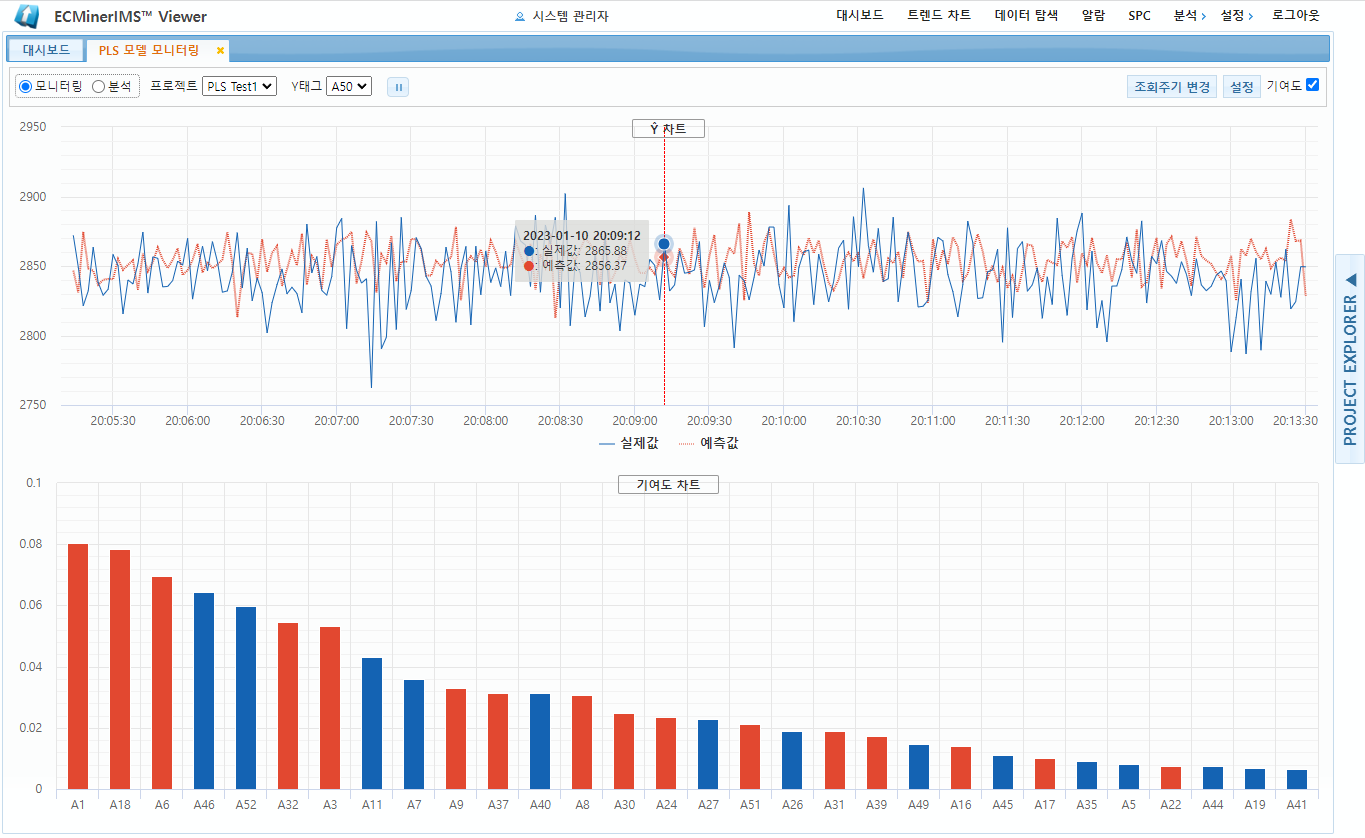 ECMinerIMS™ Viewer 시스템 관리자 대시보드 트렌드 차트 데이터 탐색 알람 SPC 분석 설정 로그아웃
대시보드 PLS 모델 모니터링
모니터링 분석 프로젝트 PLS Test1 Y태그 A50 조회주기 변경 설정 기여도
Ŷ 차트
2950
2900
2850
2800
2750
2023-01-10 20:09:12
실제값: 2865.88
예측값: 2856.37
20:05:30 20:06:00 20:06:30 20:07:00 20:07:30 20:08:00 20:08:30 20:09:00 20:09:30 20:10:00 20:10:30 20:11:00 20:11:30 20:12:00 20:12:30 20:13:00 20:13:30
실제값 예측값
PROJECT EXPLORER
기여도 차트
0.1
0.08
0.06
0.04
0.02
0
A1 A18 A6 A46 A52 A32 A3 A11 A7 A9 A37 A40 A8 A30 A24 A27 A51 A26 A31 A39 A49 A16 A45 A17 A35 A5 A22 A44 A19 A41